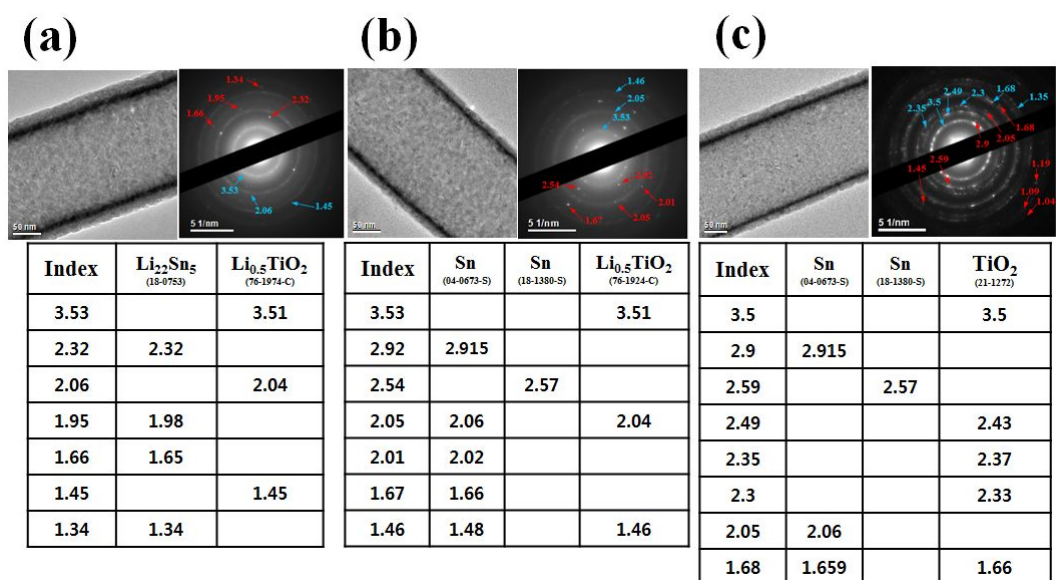 (a)
(b)
(c)
1.34
1.95
2.32
1.66
3.53
2.06
1.45
50 nm
5 1/nm
1.46
2.05
3.53
2.54
2.92
2.01
2.05
1.67
50 nm
5 1/nm
2.49
2.3
1.68
1.35
2.35
3.5
1.68
2.05
2.9
2.59
1.45
1.19
1.09
1.04
50 nm
5 1/nm
Index Li22Sn5 Li0.5TiO2
(18-0753) (76-1974-C)
3.53 3.51
2.32 2.32
2.06 2.04
1.95 1.98
1.66 1.65
1.45 1.45
1.34 1.34
Index Sn Sn Li0.5TiO2
(04-0673-S) (18-1380-S) (76-1924-C)
3.53 3.51
2.92 2.915
2.54 2.57
2.05 2.06 2.04
2.01 2.02
1.67 1.66
1.46 1.48 1.46
Index Sn Sn TiO2
(04-0673-S) (18-1380-S) (21-1272)
3.5 3.5
2.9 2.915
2.59 2.57
2.49 2.43
2.35 2.37
2.3 2.33
2.05 2.06
1.68 1.659 1.66